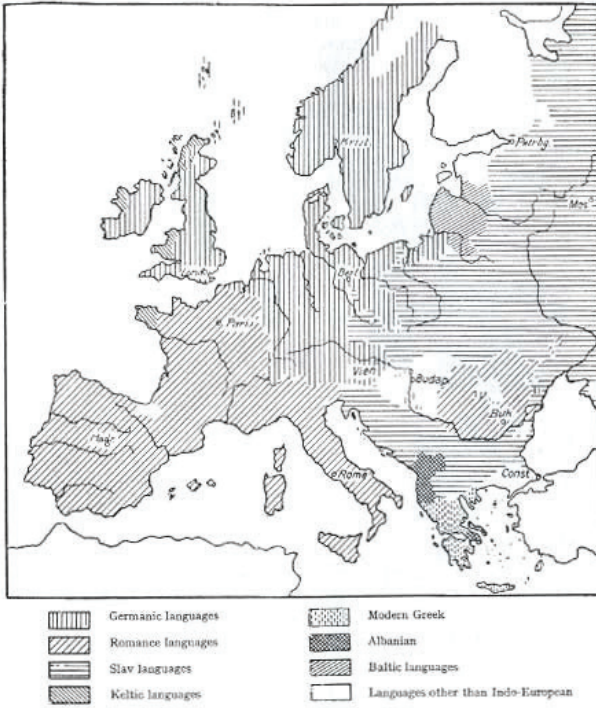 Krist.
Petrbg.
Mosc.
Lond.
Berl.
Paris
Vien
Budap.
Buk.
Madr.
Rome
Const.
Germanic languages
Romance languages
Slav languages
Keltic languages
Modern Greek
Albanian
Baltic languages
Languages other than Indo-European